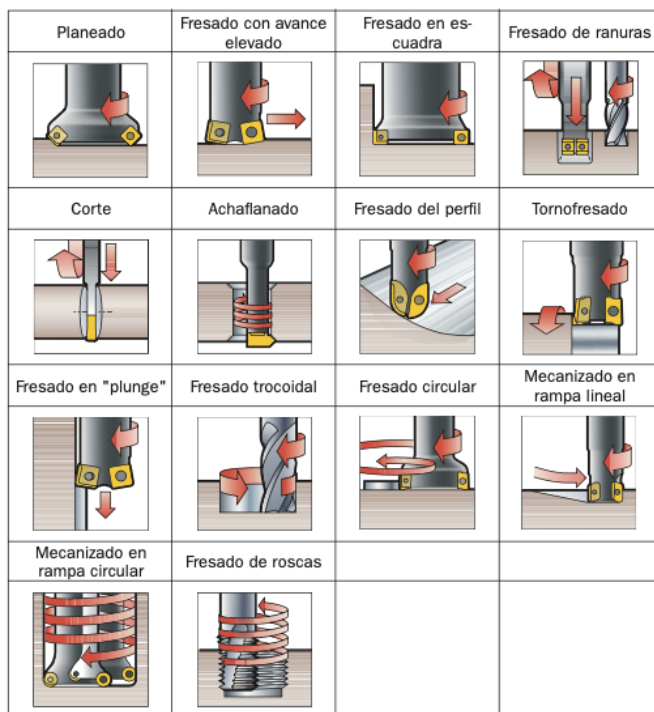 Planeado
Fresado con avance
elevado
Fresado en es-
cuadra
Fresado de ranuras
Corte
Achaflanado
Fresado del perfil
Tornofresado
Fresado en "plunge"
Fresado trocoidal
Fresado circular
Mecanizado en
rampa lineal
Mecanizado en
rampa circular
Fresado de roscas